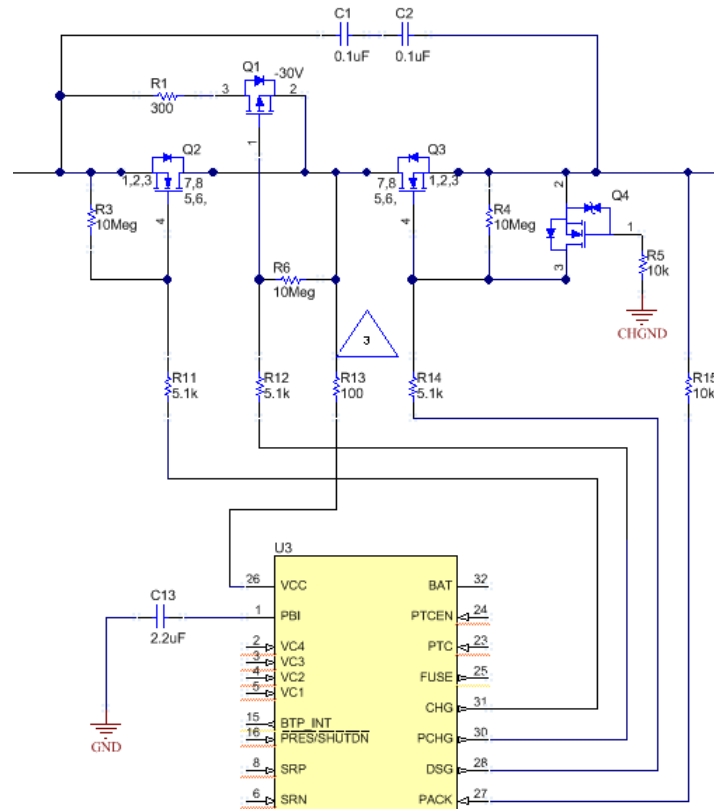 C1
C2
0.1uF
0.1uF
Q1
-30V
R1
300
3
2
1
Q2
1,2,3
7,8
5,6,
4
Q3
7,8
5,6,
1,2,3
4
R3
10Meg
R4
10Meg
2
Q4
1
3
R5
10k
CHGND
R6
10Meg
3
R11
5.1k
R12
5.1k
R13
100
R14
5.1k
R15
10k
U3
26 VCC
BAT 32
C13
2.2uF
1 PBI
PTCEN 24
2 VC4
PTC 23
3 VC3
4 VC2
FUSE 25
5 VC1
CHG 31
15 BTP_INT
16 PRES/SHUTDN
PCHG 30
GND
8 SRP
DSG 28
6 SRN
PACK 27